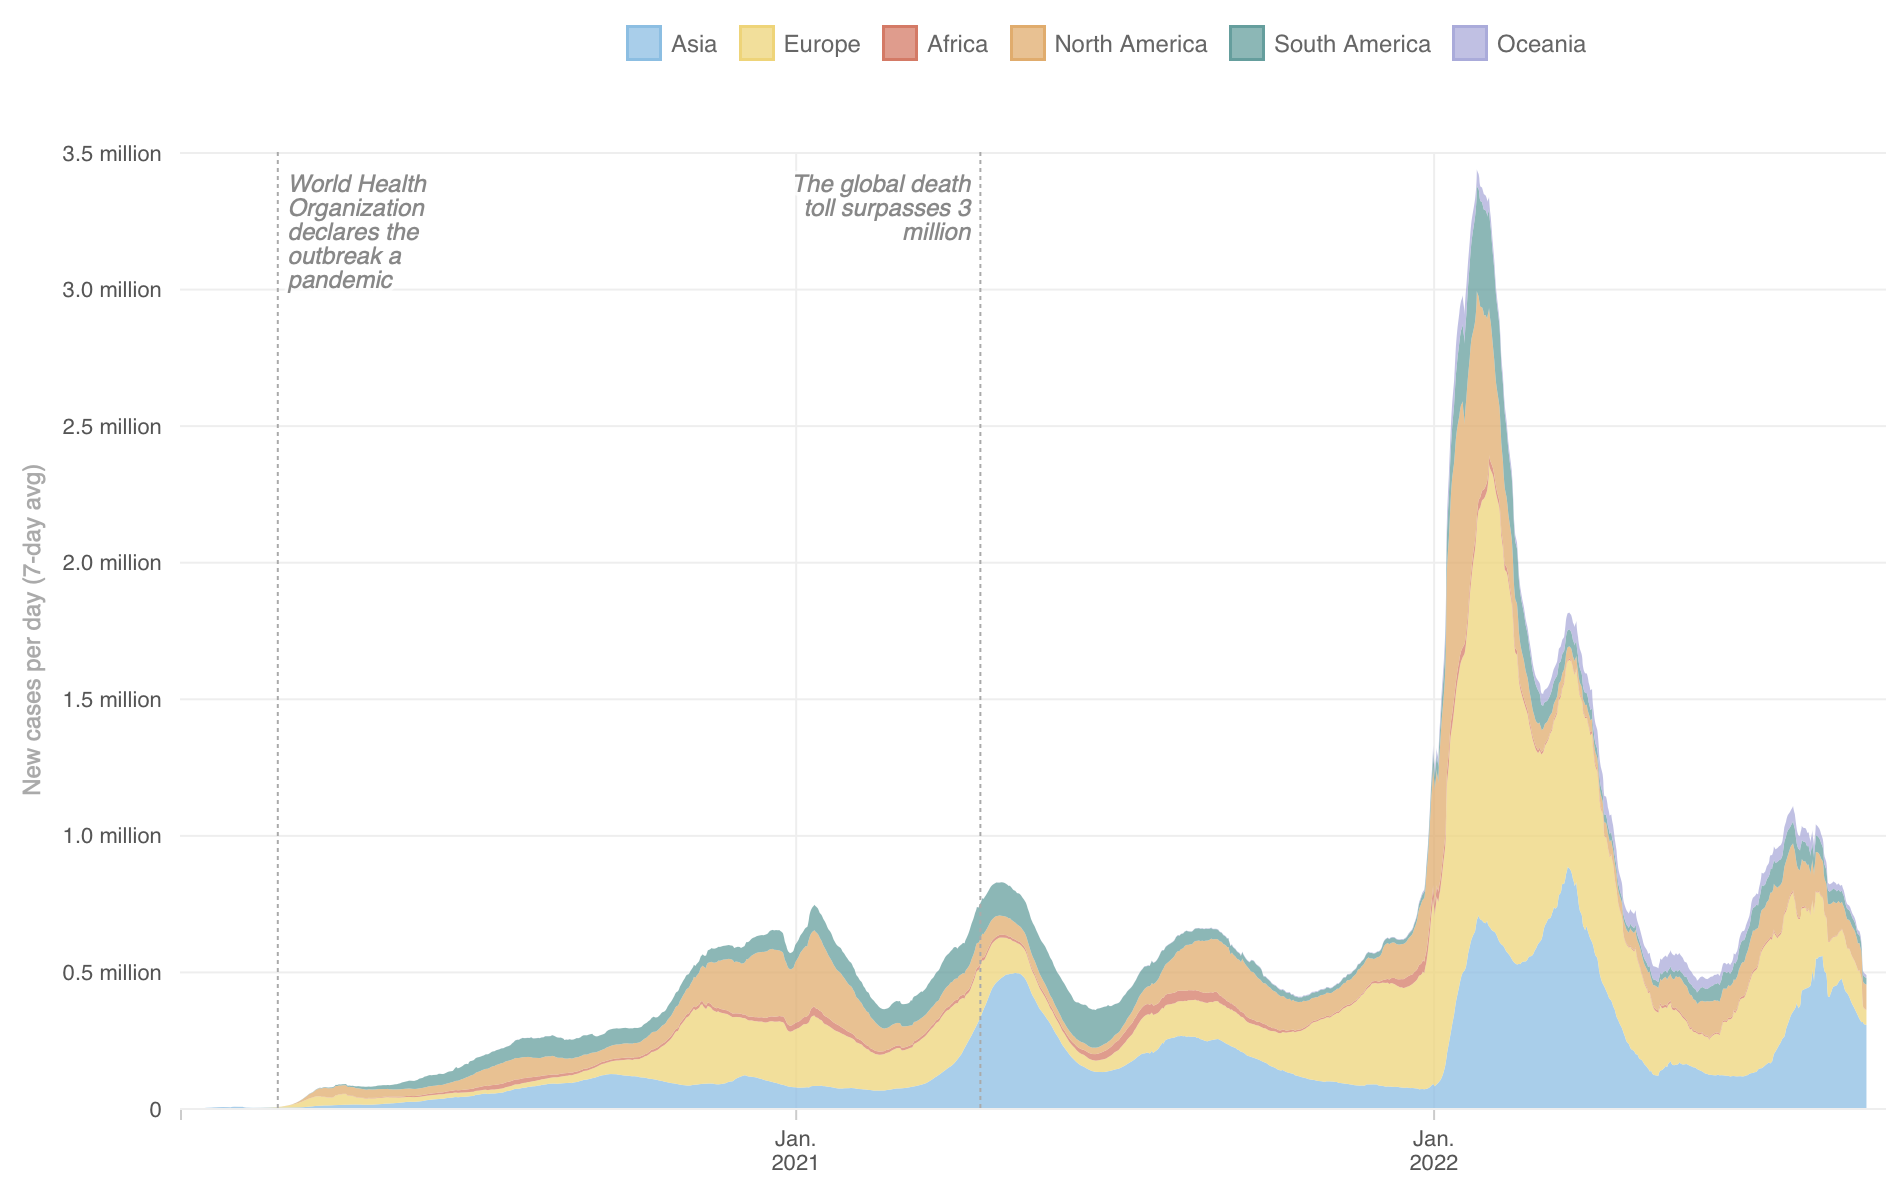 Asia Europe Africa North America South America Oceania
3.5 million
World Health
Organization
declares the
outbreak a
pandemic
The global death
toll surpasses 3
million
3.0 million
2.5 million
2.0 million
1.5 million
1.0 million
0.5 million
0
New cases per day (7-day avg)
Jan.
2021
Jan.
2022